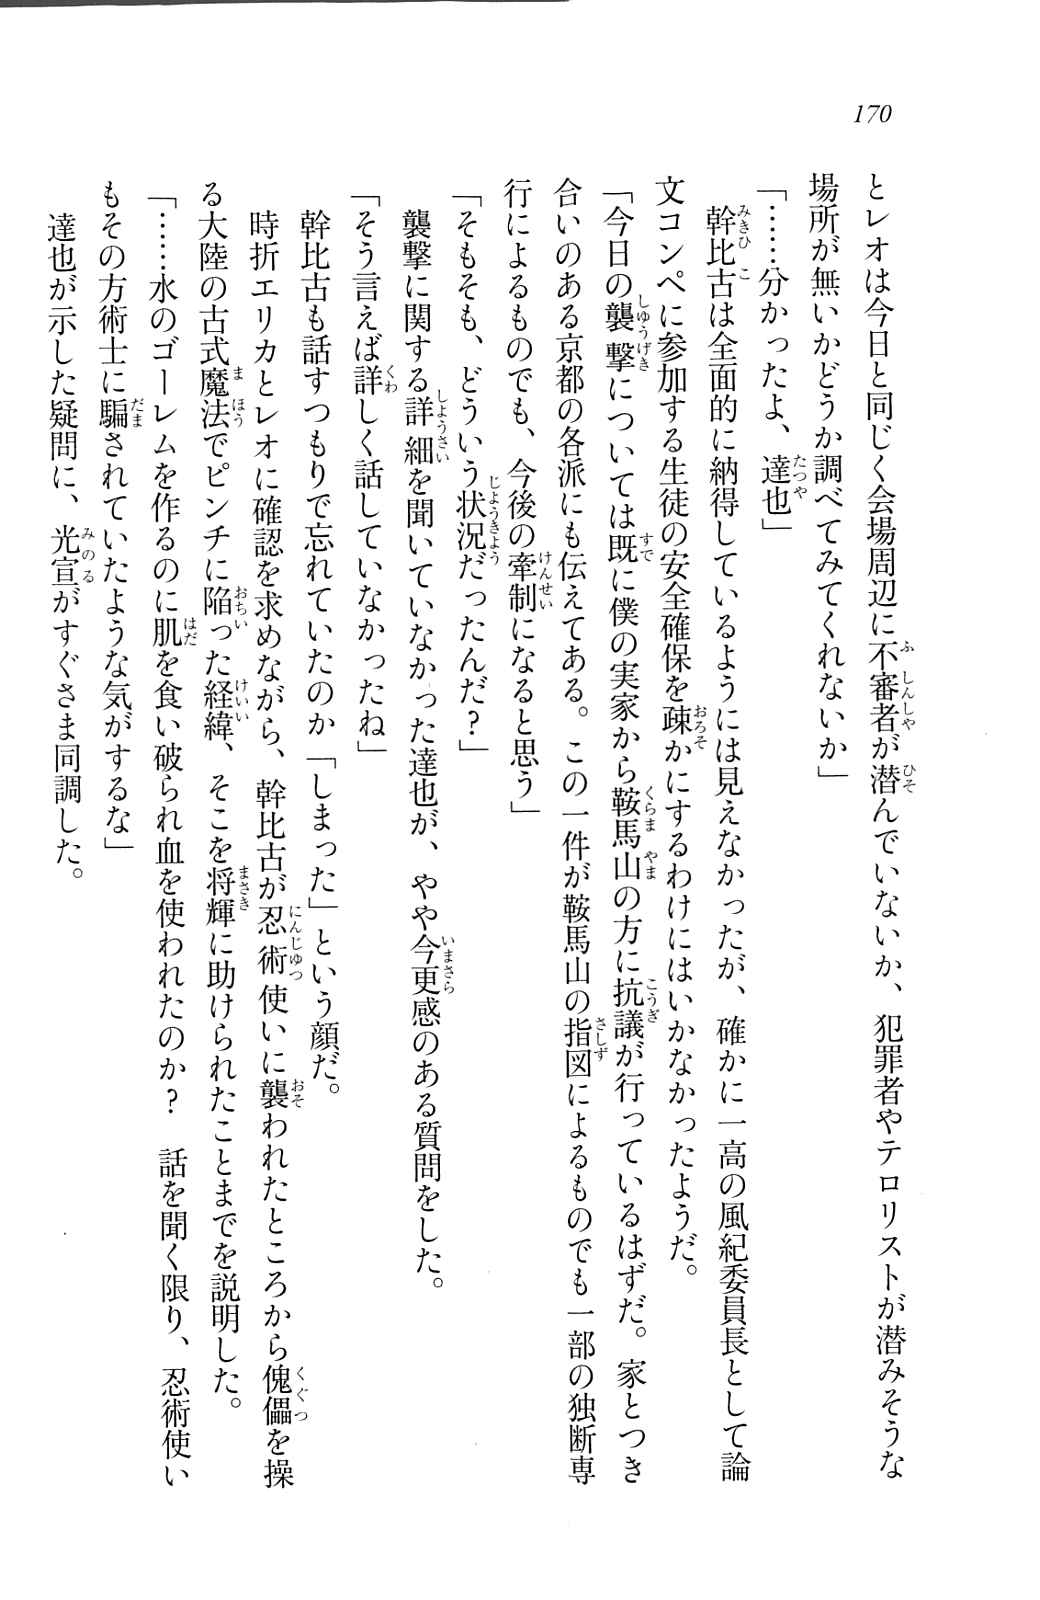 170
とレオは今日と同じく会場周辺に不審者が潜んでいないか、犯罪者やテロリストが潜みそうな
場所が無いかどうか調べてみてくれないか」
「……分かったよ、達也」
幹比古は全面的に納得しているようには見えなかったが、確かに一高の風紀委員長として論
文コンペに参加する生徒の安全確保を疎かにするわけにはいかなかったようだ。
「今日の襲撃については既に僕の実家から鞍馬山の方に抗議が行っているはずだ。家とつき
合いのある京都の各派にも伝えてある。この一件が鞍馬山の指図によるものでも一部の独断専
行によるものでも、今後の牽制になると思う」
「そもそも、どういう状況だったんだ？」
襲撃に関する詳細を聞いていなかった達也が、やや今更感のある質問をした。
「そう言えば詳しく話していなかったね」
幹比古も話すつもりで忘れていたのか「しまった」という顔だ。
時折エリカとレオに確認を求めながら、幹比古が忍術使いに襲われたところから傀儡を操
る大陸の古式魔法でピンチに陥った経緯、そこを将輝に助けられたことまでを説明した。
「……水のゴーレムを作るのに肌を食い破られ血を使われたのか？　話を聞く限り、忍術使い
もその方術士に騙されていたような気がするな」
達也が示した疑問に、光宣がすぐさま同調した。